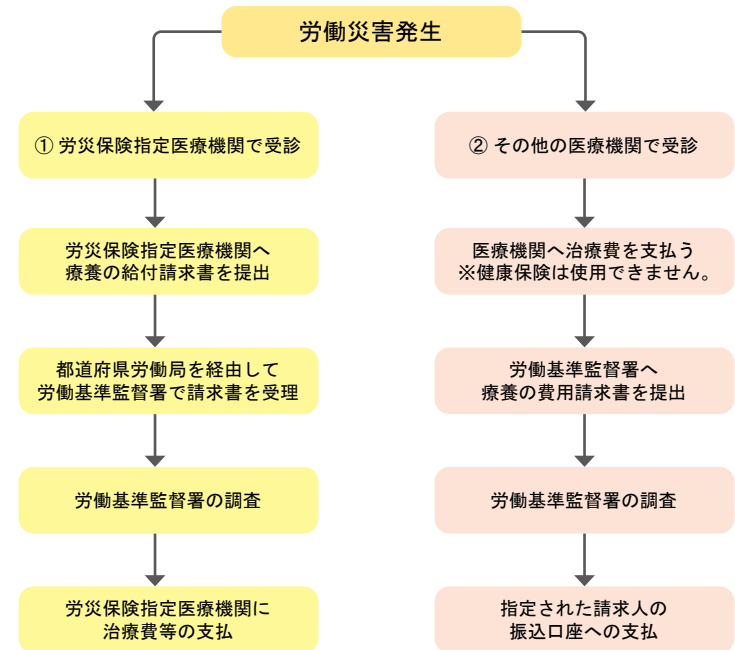 労働災害発生
① 労災保険指定医療機関で受診
労災保険指定医療機関へ
療養の給付請求書を提出
都道府県労働局を経由して
労働基準監督署で請求書を受理
労働基準監督署の調査
労災保険指定医療機関に
治療費等の支払
② その他の医療機関で受診
医療機関へ治療費を支払う
※健康保険は使用できません。
労働基準監督署へ
療養の費用請求書を提出
労働基準監督署の調査
指定された請求人の
振込口座への支払